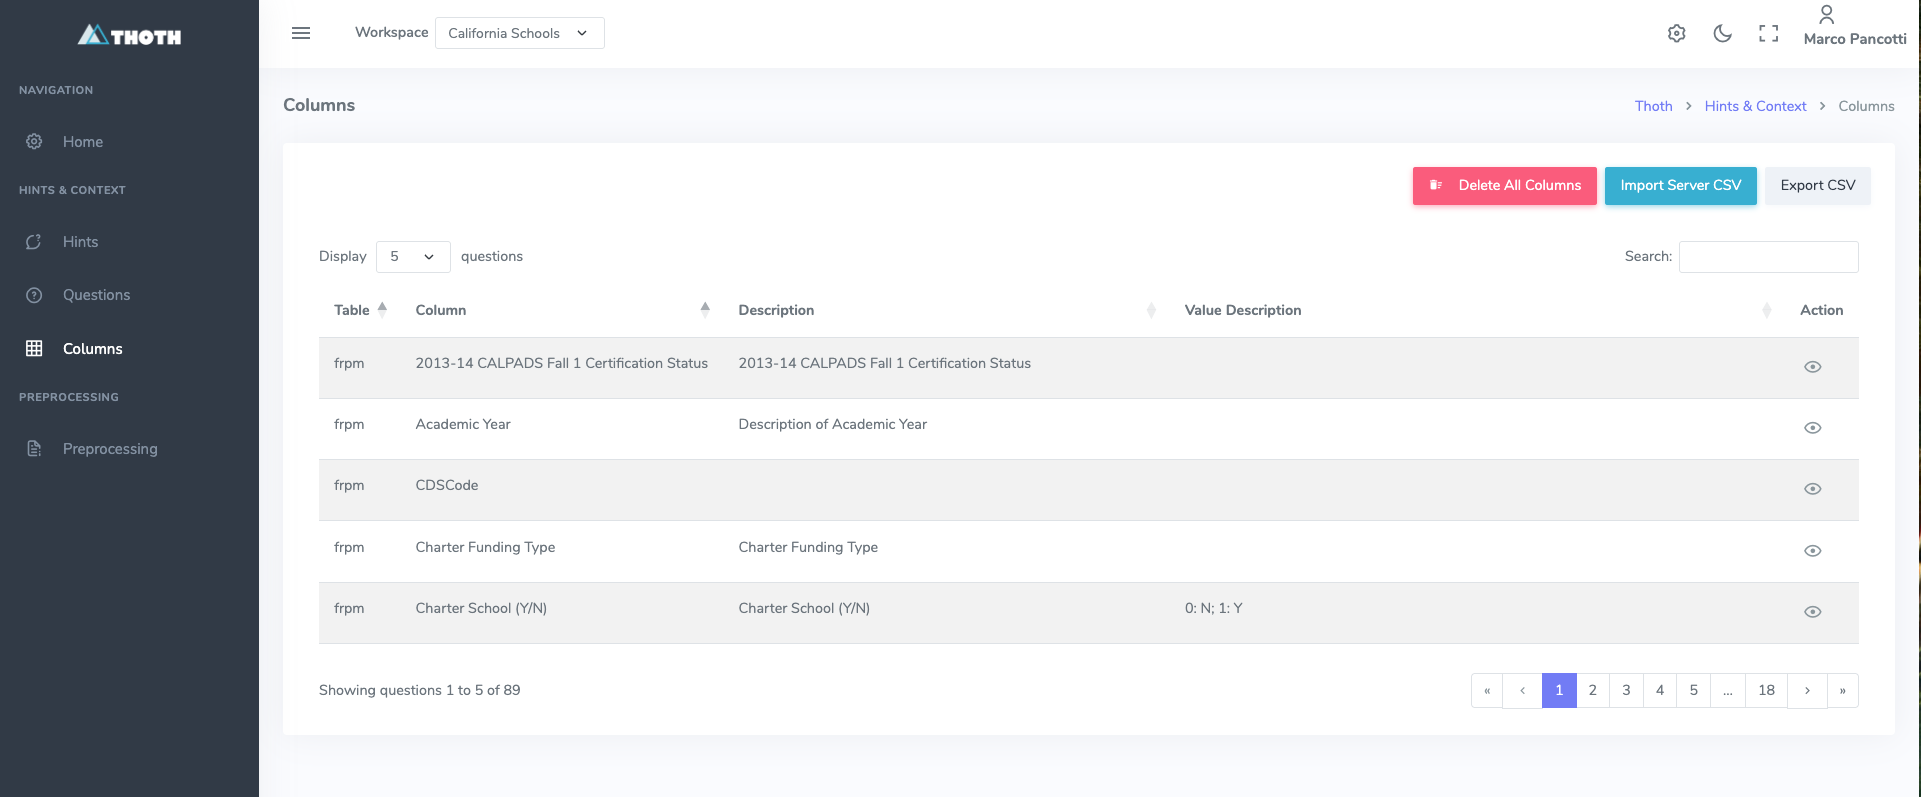 THOTH
Workspace California Schools
Marco Pancotti
NAVIGATION
Home
HINTS & CONTEXT
Hints
Questions
Columns
PREPROCESSING
Preprocessing
Columns
Thoth > Hints & Context > Columns
Delete All Columns Import Server CSV Export CSV
Display 5 questions Search:
Table Column Description Value Description Action
frpm 2013-14 CALPADS Fall 1 Certification Status 2013-14 CALPADS Fall 1 Certification Status
frpm Academic Year Description of Academic Year
frpm CDSCode
frpm Charter Funding Type Charter Funding Type
frpm Charter School (Y/N) Charter School (Y/N) 0: N; 1: Y
Showing questions 1 to 5 of 89 « ‹ 1 2 3 4 5 ... 18 › »